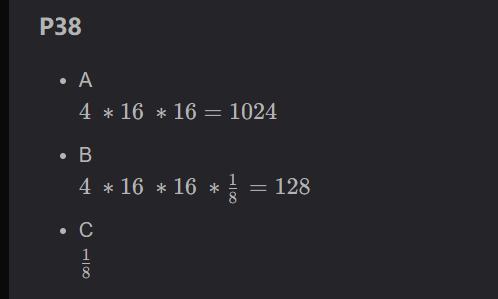 P38
• A
4 * 16 * 16 = 1024
• B
4 * 16 * 16 * 1/8 = 128
• C
1/8